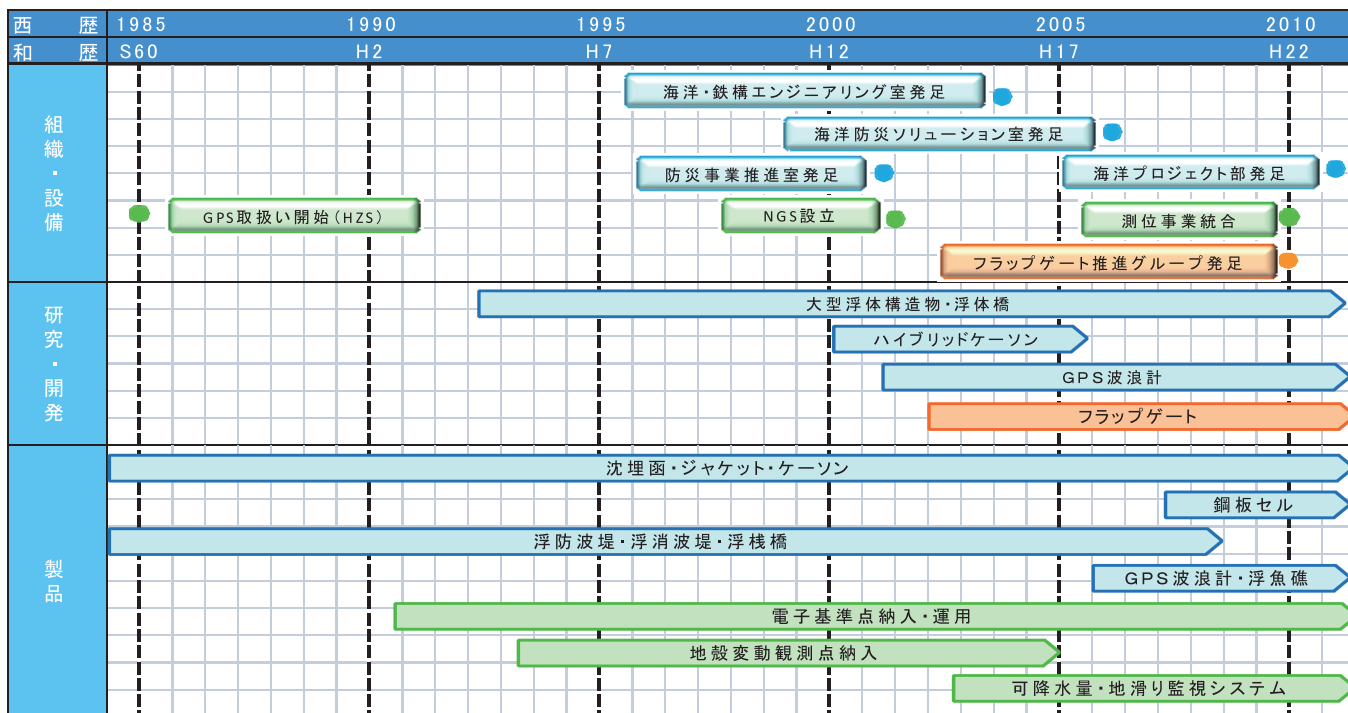 西歴 1985 1990 1995 2000 2005 2010
和歴 S60 H2 H7 H12 H17 H22
組織・設備
海洋・鉄構エンジニアリング室発足
海洋防災ソリューション室発足
防災事業推進室発足
海洋プロジェクト部発足
GPS取扱い開始(HZS)
NGS設立
測位事業統合
フラップゲート推進グループ発足
研究・開発
大型浮体構造物・浮体橋
ハイブリッドケーソン
GPS波浪計
フラップゲート
製品
沈埋函・ジャケット・ケーソン
鋼板セル
浮防波堤・浮消波堤・浮桟橋
GPS波浪計・浮魚礁
電子基準点納入・運用
地殻変動観測点納入
可降水量・地滑り監視システム